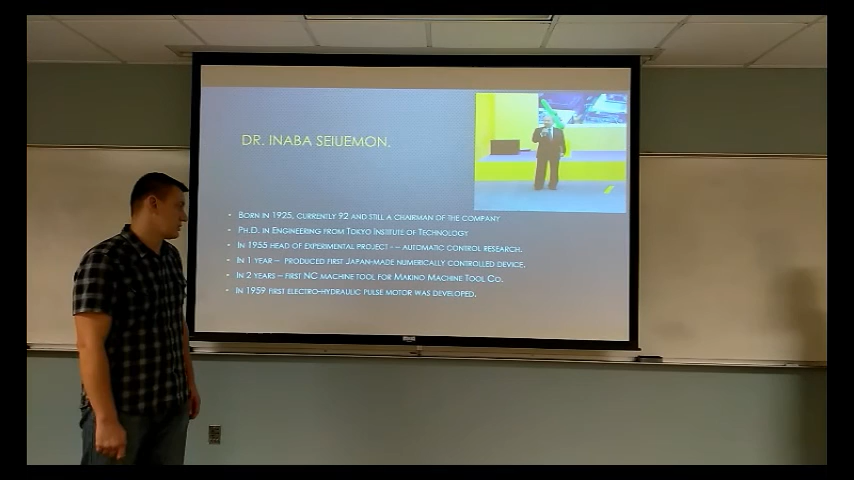 DR. INABA SEIUEMON.
• BORN IN 1925, CURRENTLY 92 AND STILL A CHAIRMAN OF THE COMPANY
• PH.D. IN ENGINEERING FROM TOKYO INSTITUTE OF TECHNOLOGY
• IN 1955 HEAD OF EXPERIMENTAL PROJECT - – AUTOMATIC CONTROL RESEARCH.
• IN 1 YEAR – PRODUCED FIRST JAPAN-MADE NUMERICALLY CONTROLLED DEVICE.
• IN 2 YEARS – FIRST NC MACHINE TOOL FOR MAKINO MACHINE TOOL CO.
• IN 1959 FIRST ELECTRO-HYDRAULIC PULSE MOTOR WAS DEVELOPED.